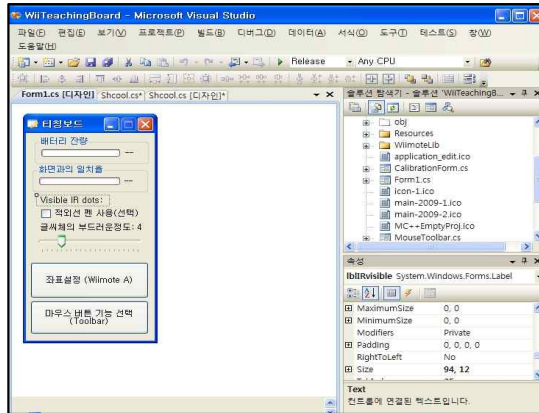 WiiTeachingBoard - Microsoft Visual Studio
파일(F) 편집(E) 보기(V) 프로젝트(P) 빌드(B) 디버그(D) 데이터(A) 서식(O) 도구(T) 테스트(S) 창(W)
도움말(H)
Release Any CPU
Form1.cs [디자인] Shcool.cs* Shcool.cs [디자인]*
티칭보드
배터리 잔량
--
화면과의 일치율
--
Visible IR dots:
적외선 펜 사용(선택)
글씨체의 부드러운정도: 4
좌표설정 (Wiimote A)
마우스 버튼 기능 선택
(Toolbar)
솔루션 탐색기 - 솔루션 'WiiTeachingB...
obj
Resources
WiimoteLib
application_edit.ico
CalibrationForm.cs
Form1.cs
icon-1.ico
main-2009-1.ico
main-2009-2.ico
MC++EmptyProj.ico
MouseToolbar.cs
속성
lblIRvisible System.Windows.Forms.Label
MaximumSize 0, 0
MinimumSize 0, 0
Modifiers Private
Padding 0, 0, 0, 0
RightToLeft No
Size 94, 12
Text
컨트롤에 연결된 텍스트입니다.